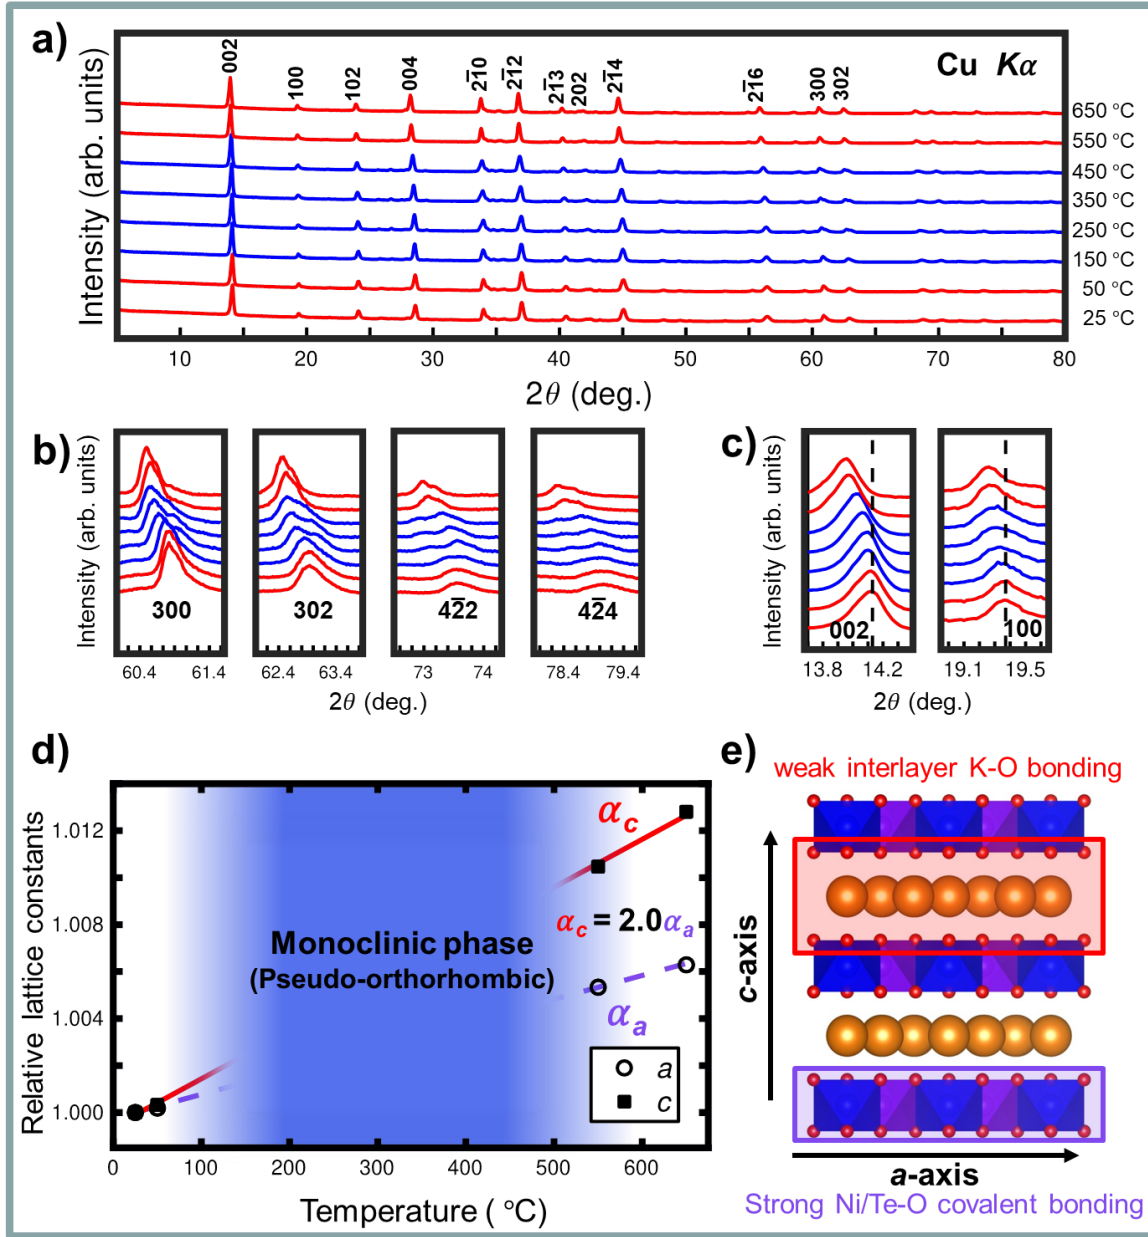 a)
Cu Kα
002
100
102
004
2̅10
2̅12
2̅13
202
2̅14
2̅16
300
302
650 °C
550 °C
450 °C
350 °C
250 °C
150 °C
50 °C
25 °C
Intensity (arb. units)
10 20 30 40 50 60 70 80
2θ (deg.)
b)
Intensity (arb. units)
300
302
42̅2
42̅4
60.4 61.4
62.4 63.4
73 74
78.4 79.4
2θ (deg.)
c)
Intensity (arb. units)
002
100
13.8 14.2
19.1 19.5
2θ (deg.)
d)
Relative lattice constants
1.012
1.008
1.004
1.000
αc
αc = 2.0αa
αa
Monoclinic phase
(Pseudo-orthorhombic)
a
c
0 100 200 300 400 500 600
Temperature ( °C)
e)
weak interlayer K-O bonding
c-axis
a-axis
Strong Ni/Te-O covalent bonding